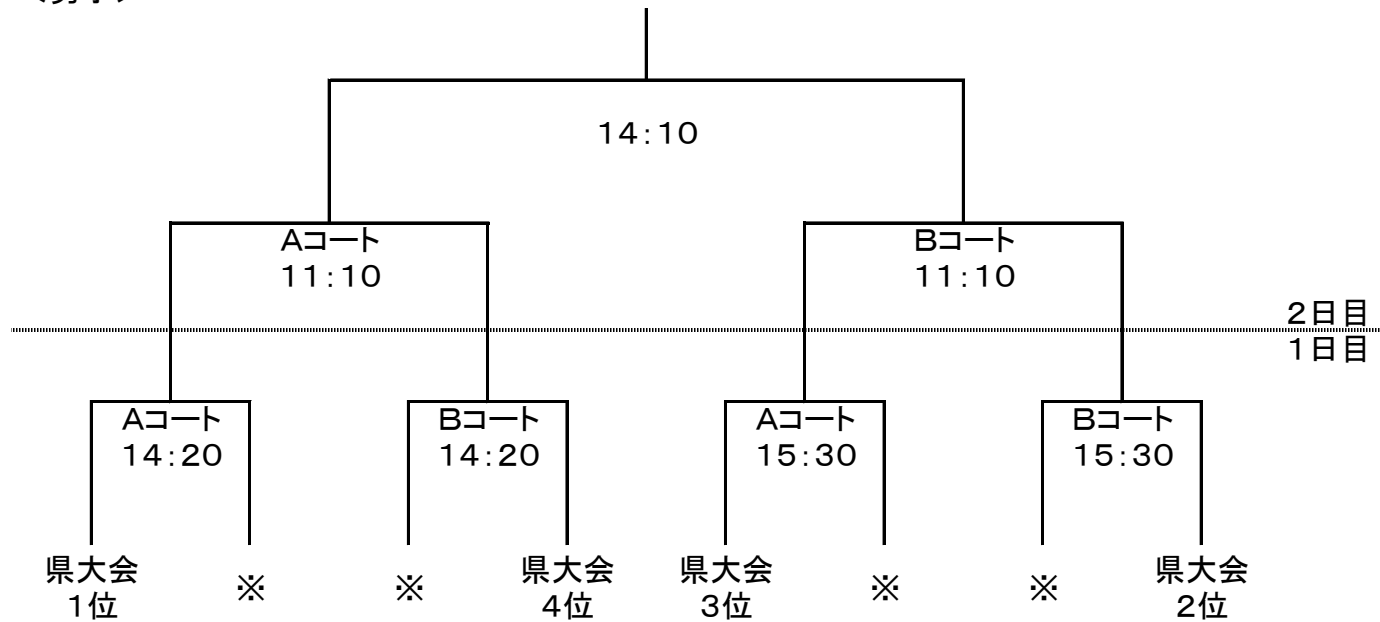 14:10
Aコート
11:10
Bコート
11:10
2日目
1日目
Aコート
14:20
Bコート
14:20
Aコート
15:30
Bコート
15:30
県大会
1位
※
※
県大会
4位
県大会
3位
※
※
県大会
2位